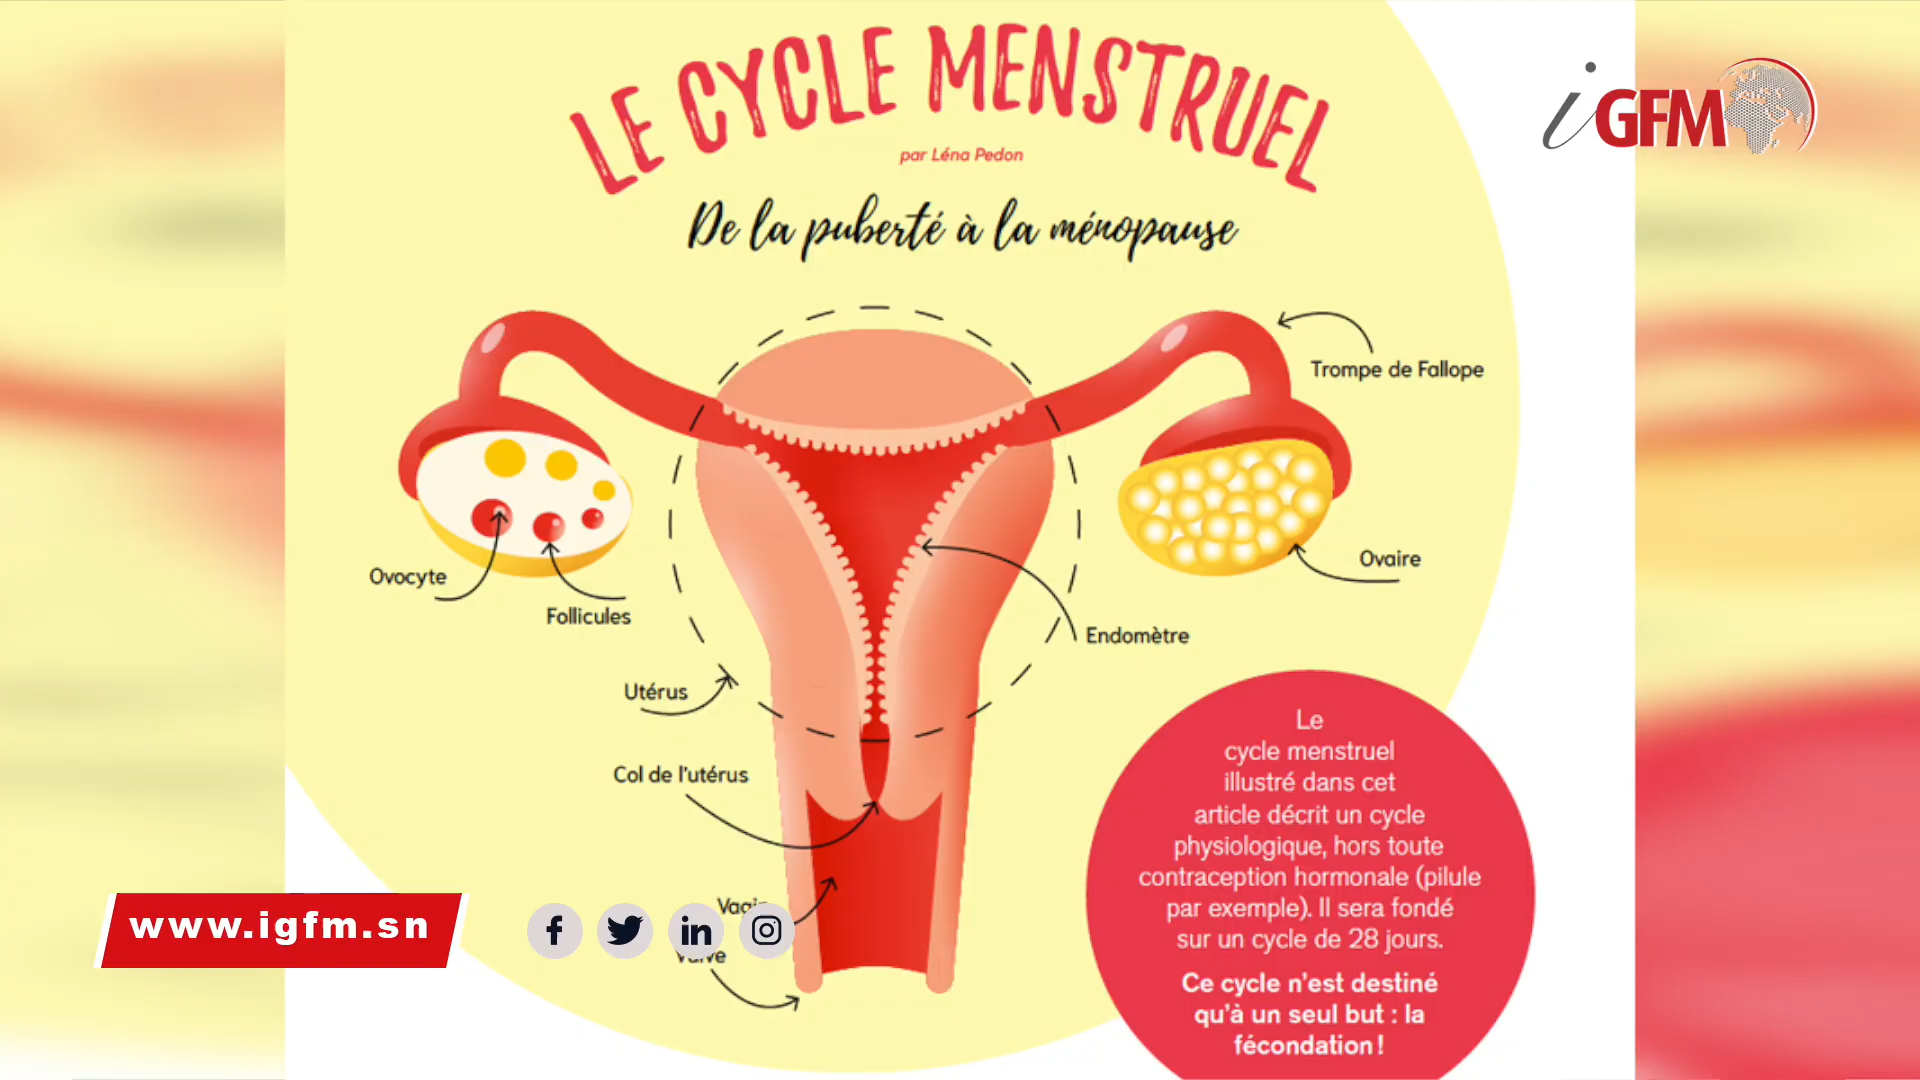 LE CYCLE MENSTRUEL
par Léna Pedon
De la puberté à la ménopause
iGFM
Trompe de Fallope
Ovaire
Ovocyte
Follicules
Endomètre
Utérus
Col de l'utérus
Le
cycle menstruel
illustré dans cet
article décrit un cycle
physiologique, hors toute
contraception hormonale (pilule
par exemple). Il sera fondé
sur un cycle de 28 jours.
Ce cycle n'est destiné
qu'à un seul but : la
fécondation !
www.igfm.sn